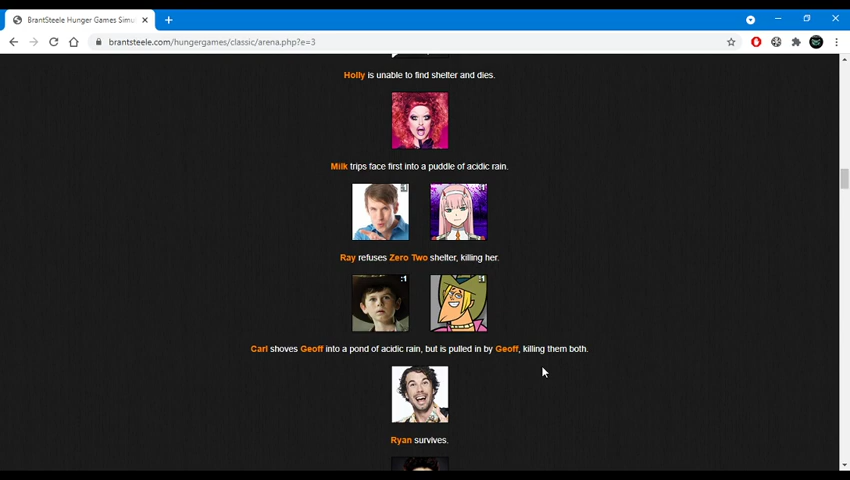 BrantSteele Hunger Games Simu
brantsteele.com/hungergames/classic/arena.php?e=3
Holly is unable to find shelter and dies.
Milk trips face first into a puddle of acidic rain.
Ray refuses Zero Two shelter, killing her.
Carl shoves Geoff into a pond of acidic rain, but is pulled in by Geoff, killing them both.
Ryan survives.